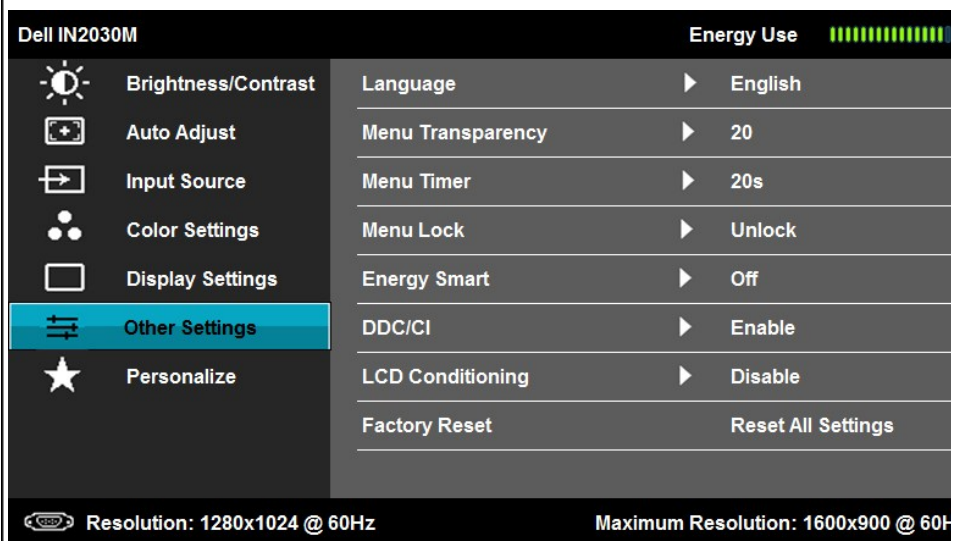 Dell IN2030M Energy Use
Brightness/Contrast Language English
Auto Adjust Menu Transparency 20
Input Source Menu Timer 20s
Color Settings Menu Lock Unlock
Display Settings Energy Smart Off
Other Settings DDC/CI Enable
Personalize LCD Conditioning Disable
Factory Reset Reset All Settings
Resolution: 1280x1024 @ 60Hz Maximum Resolution: 1600x900 @ 60H